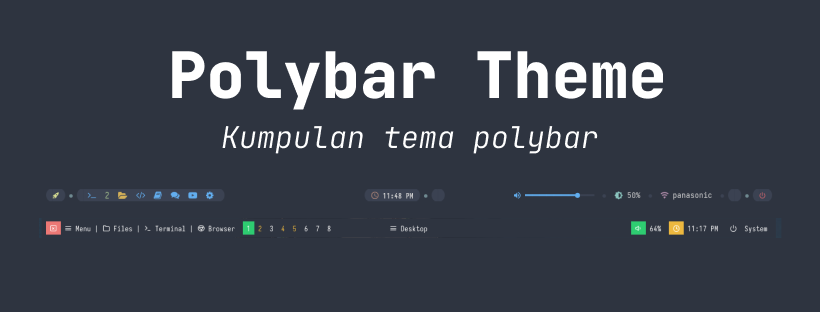 Polybar Theme
Kumpulan tema polybar
2 11:48 PM 50% panasonic
Menu | Files | Terminal | Browser 1 2 3 4 5 6 7 8 Desktop 64% 11:17 PM System